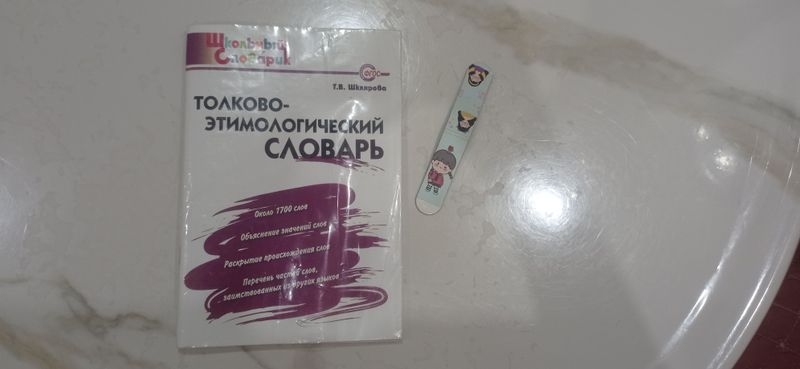 Школьный
Словарик
ФГОС
Т.В. Шклярова
ТОЛКОВО-
ЭТИМОЛОГИЧЕСКИЙ
СЛОВАРЬ
Около 1700 слов
Объяснение значений слов
Раскрытие происхождения слов
Перечень частей слов,
заимствованных из других языков